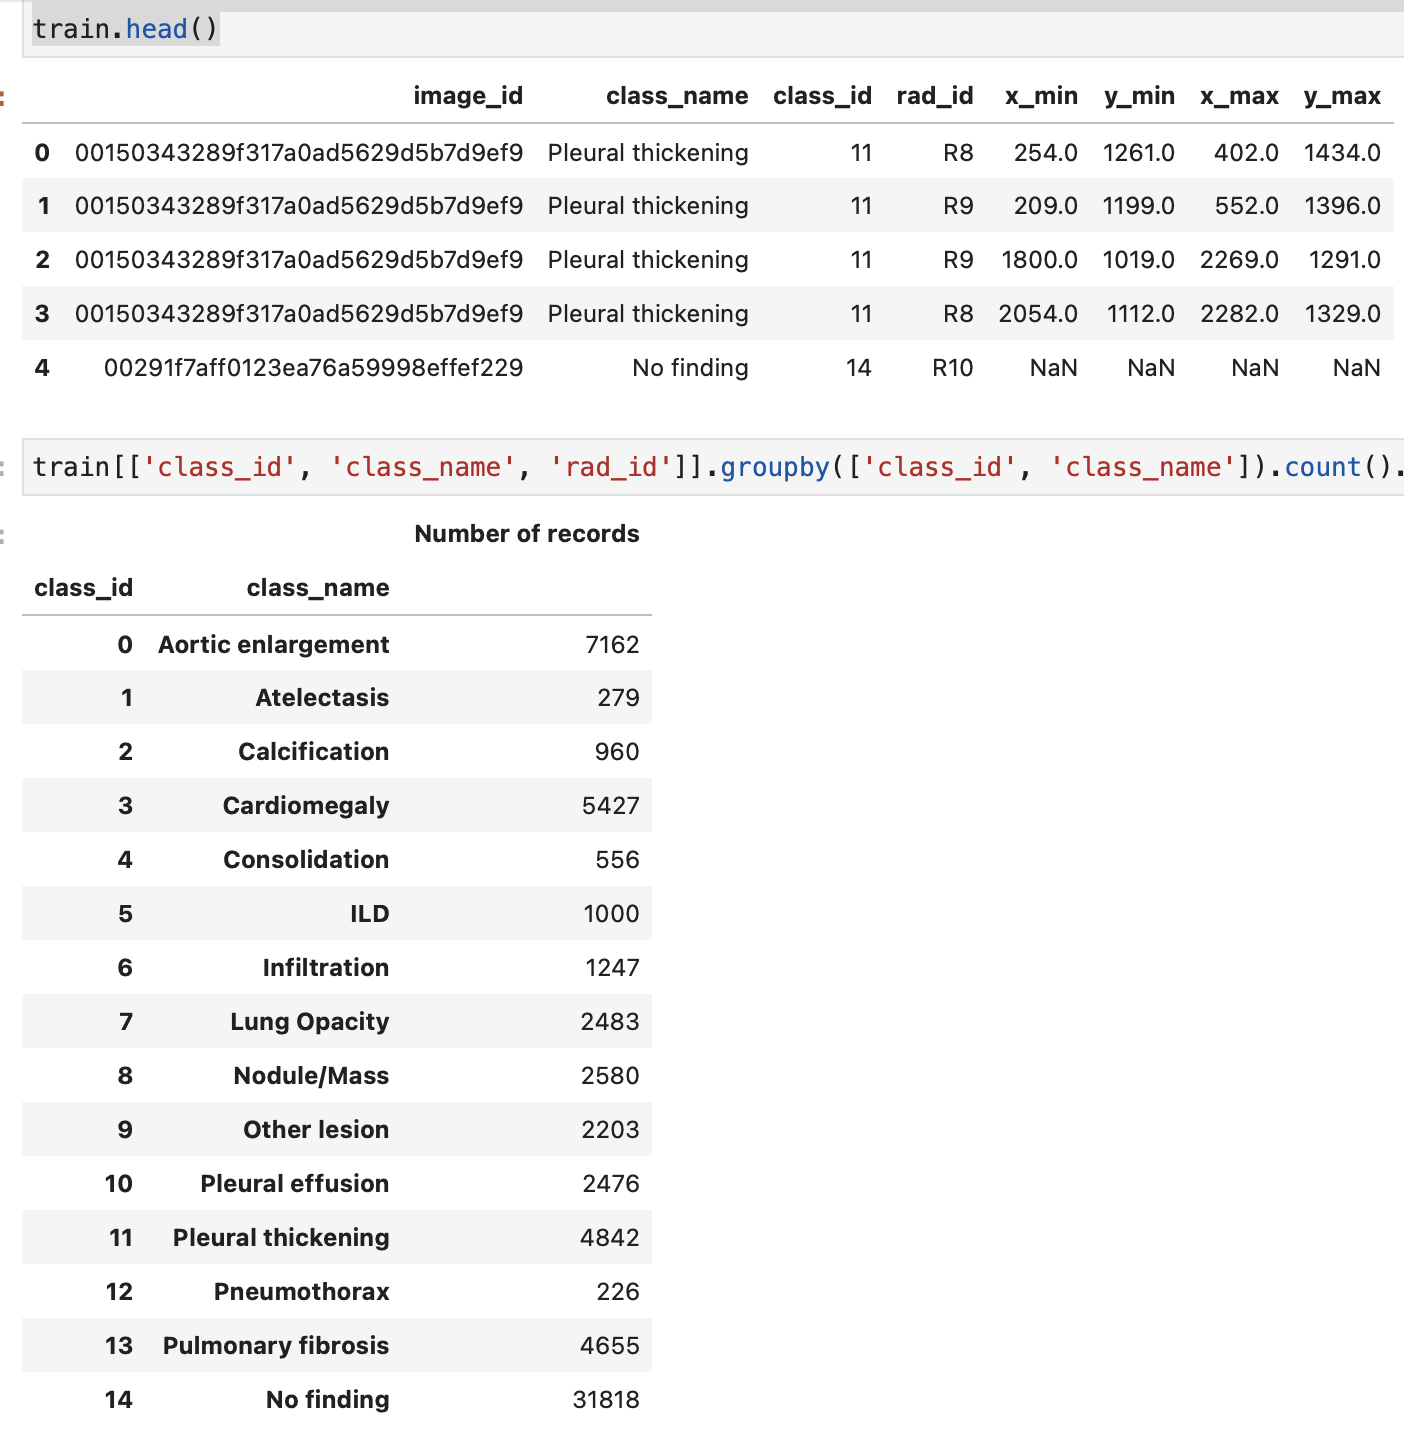 train.head()
image_id class_name class_id rad_id x_min y_min x_max y_max
0 00150343289f317a0ad5629d5b7d9ef9 Pleural thickening 11 R8 254.0 1261.0 402.0 1434.0
1 00150343289f317a0ad5629d5b7d9ef9 Pleural thickening 11 R9 209.0 1199.0 552.0 1396.0
2 00150343289f317a0ad5629d5b7d9ef9 Pleural thickening 11 R9 1800.0 1019.0 2269.0 1291.0
3 00150343289f317a0ad5629d5b7d9ef9 Pleural thickening 11 R8 2054.0 1112.0 2282.0 1329.0
4 00291f7aff0123ea76a59998effef229 No finding 14 R10 NaN NaN NaN NaN
train[['class_id', 'class_name', 'rad_id']].groupby(['class_id', 'class_name']).count().
Number of records
class_id class_name
0 Aortic enlargement 7162
1 Atelectasis 279
2 Calcification 960
3 Cardiomegaly 5427
4 Consolidation 556
5 ILD 1000
6 Infiltration 1247
7 Lung Opacity 2483
8 Nodule/Mass 2580
9 Other lesion 2203
10 Pleural effusion 2476
11 Pleural thickening 4842
12 Pneumothorax 226
13 Pulmonary fibrosis 4655
14 No finding 31818